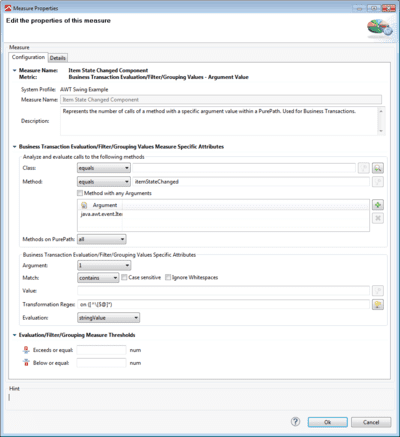 Measure Properties
Edit the properties of this measure
Measure
Configuration Details
Measure Name: Item State Changed Component
Metric: Business Transaction Evaluation/Filter/Grouping Values - Argument Value
System Profile: AWT Swing Example
Measure Name: Item State Changed Component
Description: Represents the number of calls of a method with a specific argument value within a PurePath. Used for Business Transactions.
Business Transaction Evaluation/Filter/Grouping Values Measure Specific Attributes
Analyze and evaluate calls to the following methods
Class: equals
Method: equals itemStateChanged
Method with any Arguments
Argument
Methods on PurePath: all
Business Transaction Evaluation/Filter/Grouping Values Specific Attributes
Argument: 1
Match: contains Case sensitive Ignore Whitespaces
Value:
Transformation Regex:
Evaluation: stringValue
Evaluation/Filter/Grouping Measure Thresholds
Exceeds or equal: num
Below or equal: num
Hint
Ok Cancel